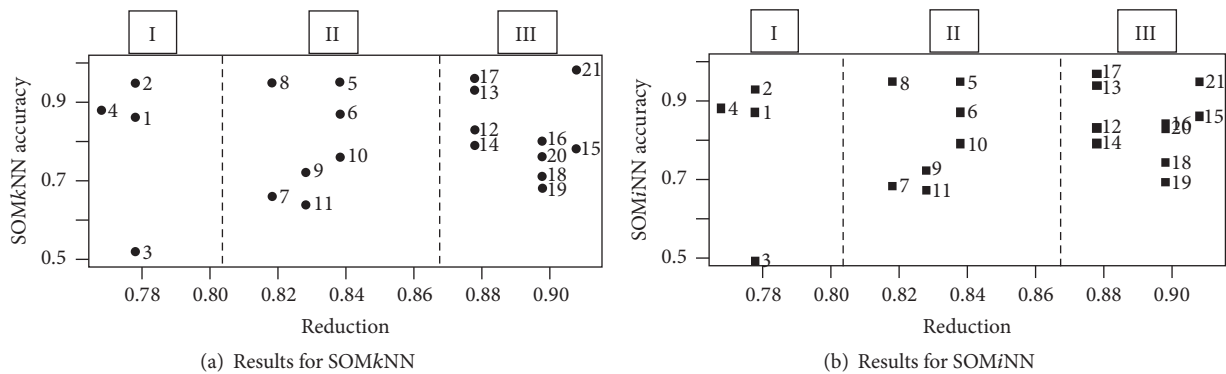 I II III
SOMkNN accuracy
0.9
0.7
0.5
2
4 1
3
8 5
6
9 10
7 11
17 21
13
12 16
14 20 15
18
19
0.78 0.80 0.82 0.84 0.86 0.88 0.90
Reduction
(a) Results for SOMkNN
I II III
SOMiNN accuracy
0.9
0.7
0.5
2
4 1
3
8 5
6
10
9
7 11
17
13 21
12 16 15
14 20
18
19
0.78 0.80 0.82 0.84 0.86 0.88 0.90
Reduction
(b) Results for SOMiNN